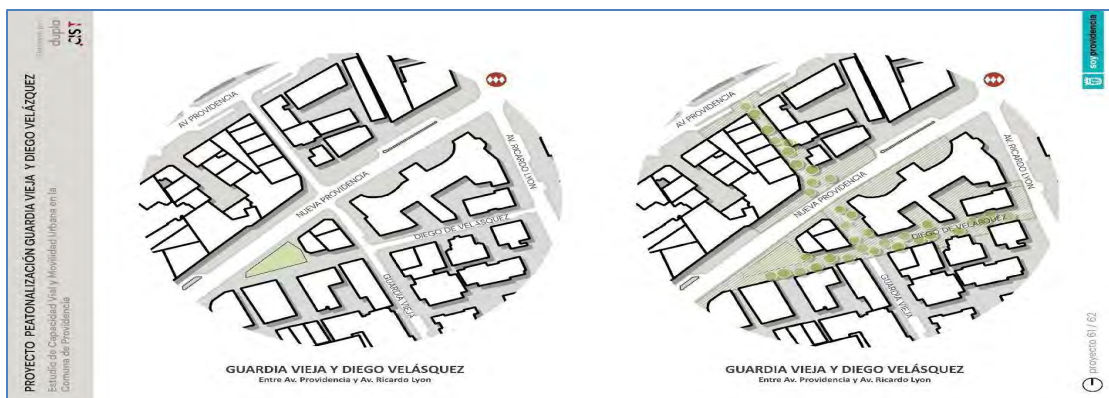 PROYECTO PEATONALIZACIÓN GUARDIA VIEJA Y DIEGO VELÁZQUEZ
Estudio de Capacidad Vial y Movilidad Urbana en la
Comuna de Providencia
dupla
CIS
AV PROVIDENCIA
NUEVA PROVIDENCIA
AV. RICARDO LYON
DIEGO DE VELÁSQUEZ
GUARDIA VIEJA
GUARDIA VIEJA Y DIEGO VELÁSQUEZ
Entre Av. Providencia y Av. Ricardo Lyon
AV PROVIDENCIA
NUEVA PROVIDENCIA
AV. RICARDO LYON
DIEGO DE VELÁSQUEZ
GUARDIA VIEJA
GUARDIA VIEJA Y DIEGO VELÁSQUEZ
Entre Av. Providencia y Av. Ricardo Lyon
soyprovidencia
proyecto 61 / 62